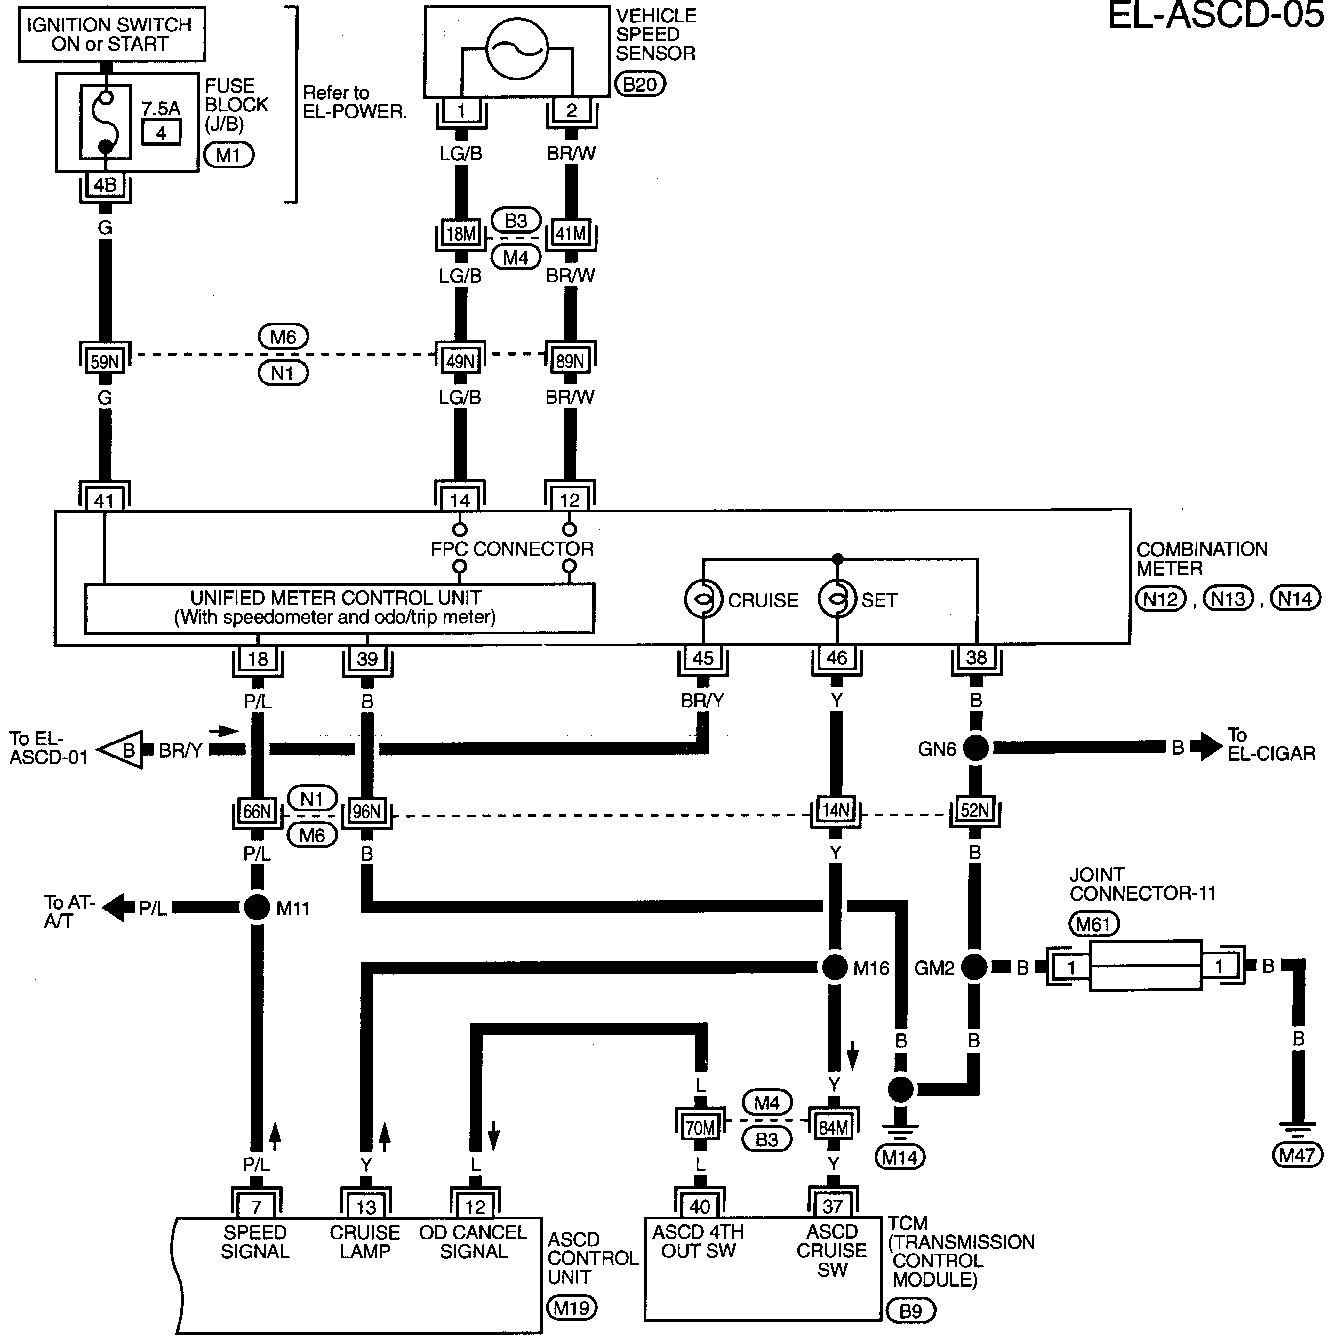 EL-ASCD-05
IGNITION SWITCH
ON or START
7.5A
4
FUSE
BLOCK
(J/B)
M1
Refer to
EL-POWER.
VEHICLE
SPEED
SENSOR
B20
4B
1
2
G
LG/B
BR/W
18M
B3
M4
41M
LG/B
BR/W
59N
M6
N1
49N
89N
G
LG/B
BR/W
41
14
12
FPC CONNECTOR
UNIFIED METER CONTROL UNIT
(With speedometer and odo/trip meter)
CRUISE
SET
COMBINATION
METER
N12 , N13 , N14
18
39
45
46
38
P/L
B
BR/Y
Y
B
To EL-
ASCD-01
B
BR/Y
GN6
B
To
EL-CIGAR
66N
N1
M6
96N
14N
52N
P/L
B
Y
B
To AT-
A/T
P/L
M11
JOINT
CONNECTOR-11
M61
M16
GM2
B
1
1
B
B
B
B
L
Y
70M
M4
B3
84M
M14
M47
P/L
Y
L
L
Y
7
13
12
40
37
SPEED
SIGNAL
CRUISE
LAMP
OD CANCEL
SIGNAL
ASCD
CONTROL
UNIT
M19
ASCD 4TH
OUT SW
ASCD
CRUISE
SW
TCM
(TRANSMISSION
CONTROL
MODULE)
B9